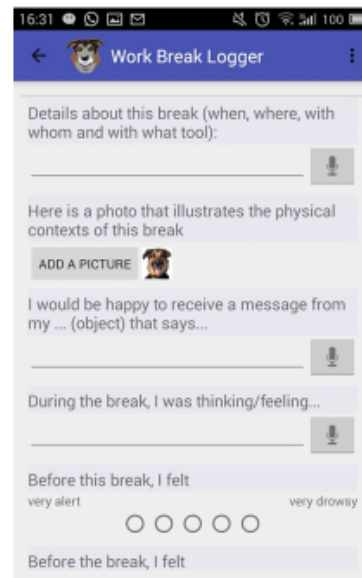 16:31 100
Work Break Logger
Details about this break (when, where, with
whom and with what tool):
Here is a photo that illustrates the physical
contexts of this break
ADD A PICTURE
I would be happy to receive a message from
my ... (object) that says...
During the break, I was thinking/feeling...
Before this break, I felt
very alert very drowsy
Before the break, I felt